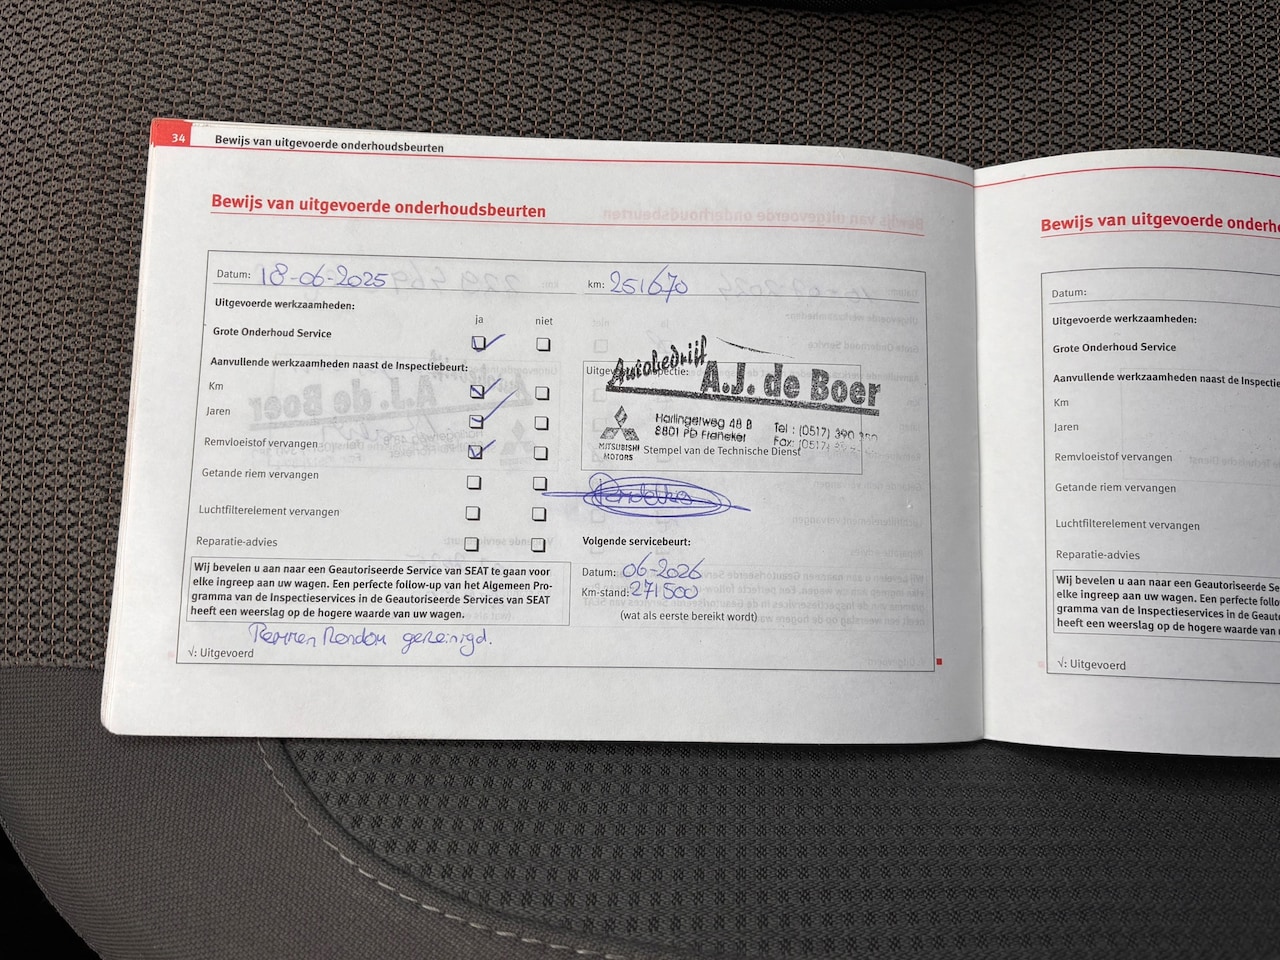 34 Bewijs van uitgevoerde onderhoudsbeurten
Bewijs van uitgevoerde onderhoudsbeurten
Datum: 18-06-2025 km: 251670
Uitgevoerde werkzaamheden:
ja niet
Grote Onderhoud Service
Aanvullende werkzaamheden naast de Inspectiebeurt:
Km
Jaren
Remvloeistof vervangen
Getande riem vervangen
Luchtfilterelement vervangen
Reparatie-advies
Wij bevelen u aan naar een Geautoriseerde Service van SEAT te gaan voor
elke ingreep aan uw wagen. Een perfecte follow-up van het Algemeen Pro-
gramma van de Inspectieservices in de Geautoriseerde Services van SEAT
heeft een weerslag op de hogere waarde van uw wagen.
Remmen Rondom gereinigd.
√: Uitgevoerd
Autobedrijf
A.J. de Boer
MITSUBISHI
MOTORS
Harlingerweg 48 B
8801 PD Franeker
Tel : (0517) 390
Fax: (0517)
Stempel van de Technische Dienst
Volgende servicebeurt:
Datum: 06-2026
Km-stand: 271500
(wat als eerste bereikt wordt)
Bewijs van uitgevoerde
Datum:
Uitgevoerde werkzaamheden:
Grote Onderhoud Service
Aanvullende werkzaamheden naast de
Km
Jaren
Remvloeistof vervangen
Getande riem vervangen
Luchtfilterelement vervangen
Reparatie-advies
Wij bevelen u aan naar een Geautoriseerde
elke ingreep aan uw wagen. Een perfecte
gramma van de Inspectieservices in de
heeft een weerslag op de hogere waarde van
√: Uitgevoerd